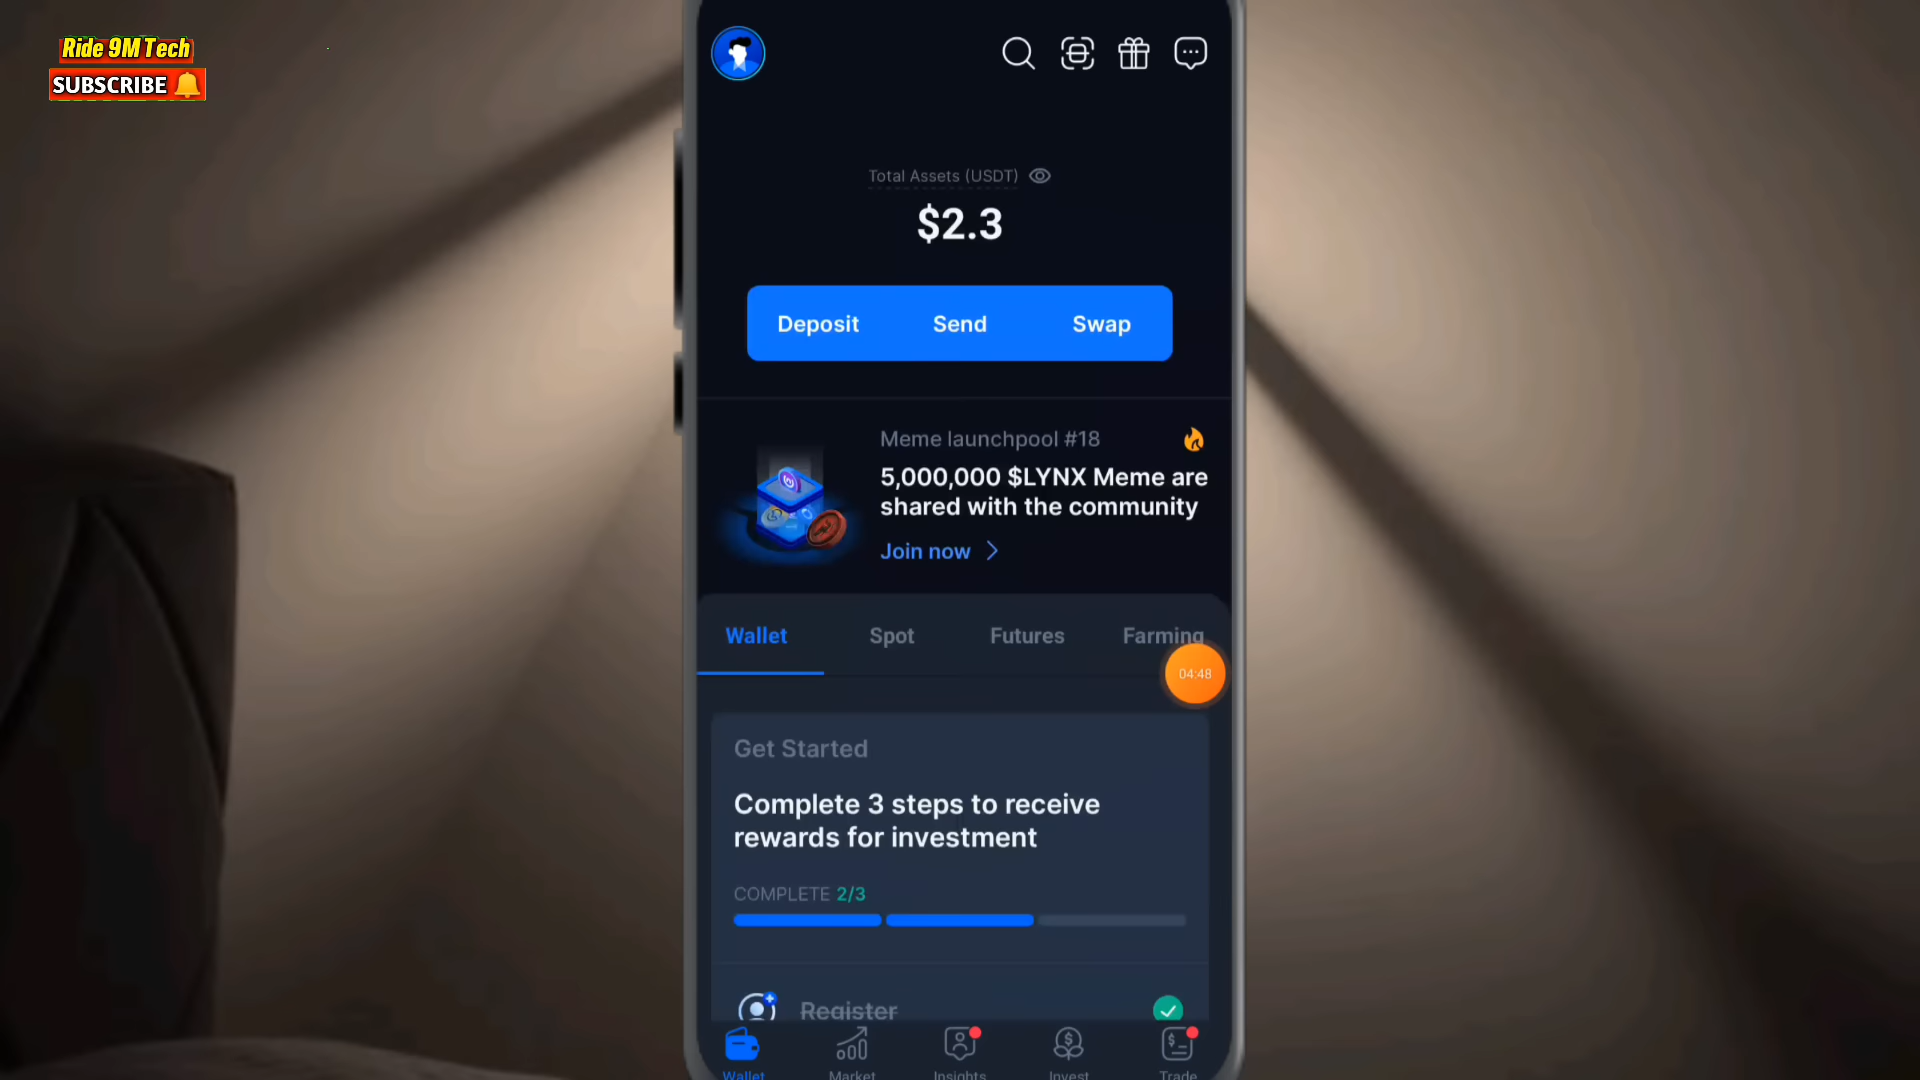 Ride 9M Tech
SUBSCRIBE
Total Assets (USDT)
$2.3
Deposit Send Swap
Meme launchpool #18
5,000,000 $LYNX Meme are
shared with the community
Join now
Wallet Spot Futures Farming
04:48
Get Started
Complete 3 steps to receive
rewards for investment
COMPLETE 2/3
Register
Wallet Market Insights Invest Trade